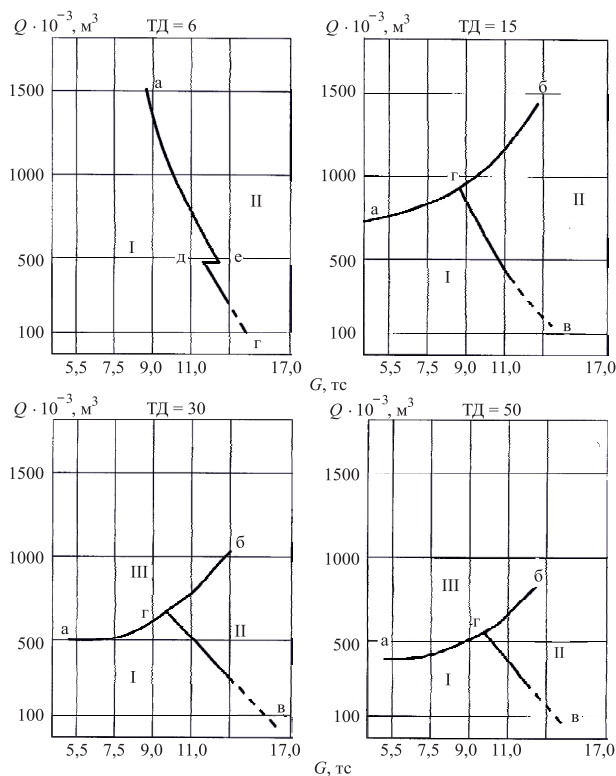 Q · 10⁻³, м³ ТД = 6
1500
1000
500
100
а
II
I
д е
г
5,5 7,5 9,0 11,0 17,0
Q · 10⁻³, м³ ТД = 15
1500
1000
500
100
б
г
а
II
I
в
5,5 7,5 9,0 11,0 17,0
G, тс
Q · 10⁻³, м³ ТД = 30
1500
1000
500
100
б
III
г
а
II
I
в
5,5 7,5 9,0 11,0 17,0
Q · 10⁻³, м³ ТД = 50
1500
1000
500
100
б
III
г
а
II
I
в
5,5 7,5 9,0 11,0 17,0
G, тс